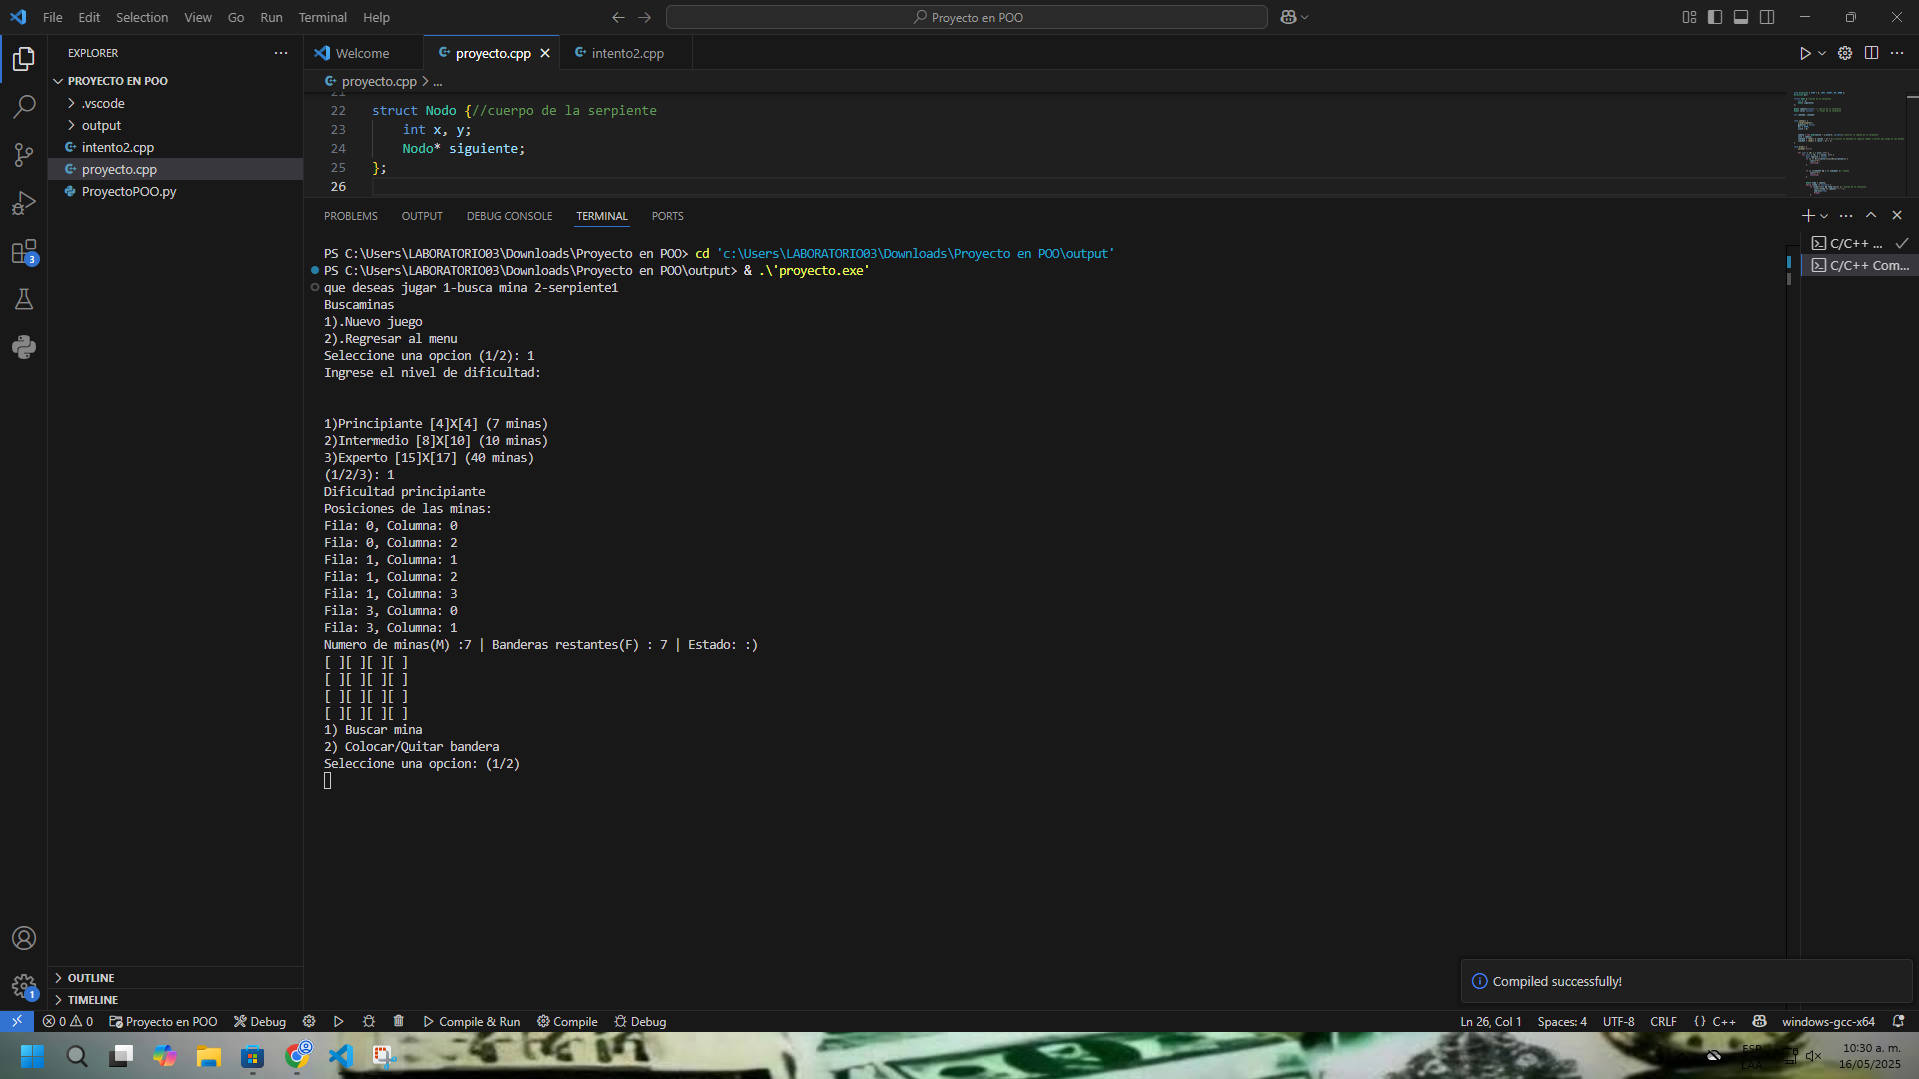 File Edit Selection View Go Run Terminal Help
Proyecto en POO
EXPLORER
PROYECTO EN POO
.vscode
output
intento2.cpp
proyecto.cpp
ProyectoPOO.py
Welcome
proyecto.cpp
intento2.cpp
proyecto.cpp > ...
21
22 struct Nodo {//cuerpo de la serpiente
23 int x, y;
24 Nodo* siguiente;
25 };
26
PROBLEMS OUTPUT DEBUG CONSOLE TERMINAL PORTS
C/C++ ...
C/C++ Com...
PS C:\Users\LABORATORIO03\Downloads\Proyecto en POO> cd 'c:\Users\LABORATORIO03\Downloads\Proyecto en POO\output'
PS C:\Users\LABORATORIO03\Downloads\Proyecto en POO\output> & .\'proyecto.exe'
que deseas jugar 1-busca mina 2-serpiente1
Buscaminas
1).Nuevo juego
2).Regresar al menu
Seleccione una opcion (1/2): 1
Ingrese el nivel de dificultad:
1)Principiante [4]X[4] (7 minas)
2)Intermedio [8]X[10] (10 minas)
3)Experto [15]X[17] (40 minas)
(1/2/3): 1
Dificultad principiante
Posiciones de las minas:
Fila: 0, Columna: 0
Fila: 0, Columna: 2
Fila: 1, Columna: 1
Fila: 1, Columna: 2
Fila: 1, Columna: 3
Fila: 3, Columna: 0
Fila: 3, Columna: 1
Numero de minas(M) :7 | Banderas restantes(F) : 7 | Estado: :)
[ ][ ][ ][ ]
[ ][ ][ ][ ]
[ ][ ][ ][ ]
[ ][ ][ ][ ]
1) Buscar mina
2) Colocar/Quitar bandera
Seleccione una opcion: (1/2)
3
1
OUTLINE
TIMELINE
Compiled successfully!
0 0 Proyecto en POO Debug Compile & Run Compile Debug
Ln 26, Col 1 Spaces: 4 UTF-8 CRLF {} C++ windows-gcc-x64
ESP
LAA
10:30 a. m.
16/05/2025